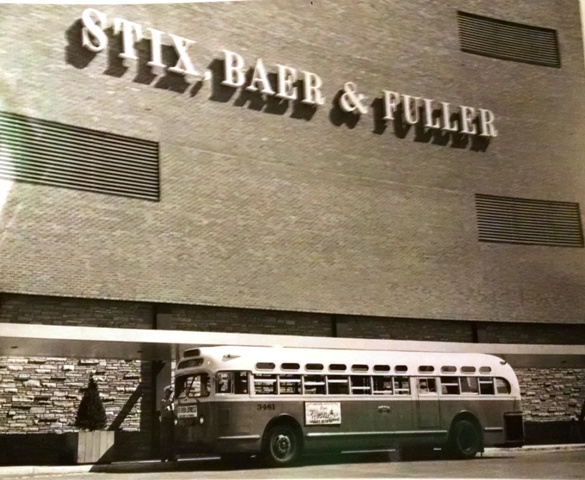 STIX, BAER & FULLER
3461